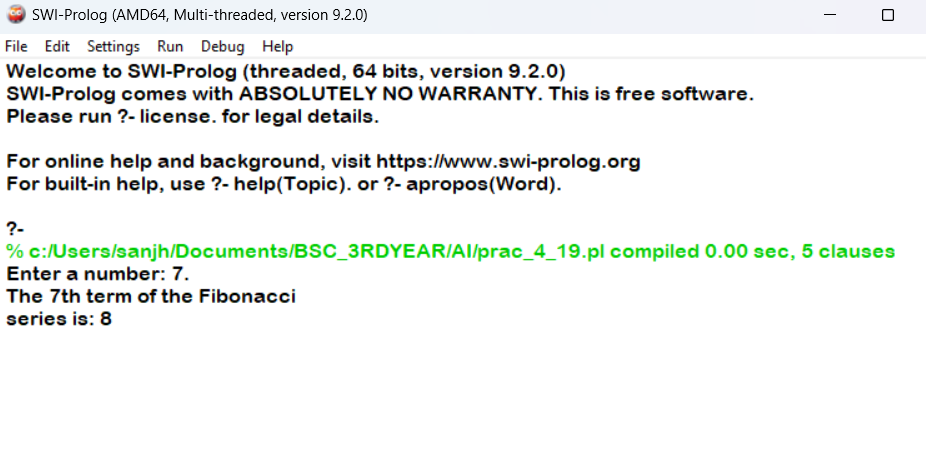 SWI-Prolog (AMD64, Multi-threaded, version 9.2.0)
File Edit Settings Run Debug Help
Welcome to SWI-Prolog (threaded, 64 bits, version 9.2.0)
SWI-Prolog comes with ABSOLUTELY NO WARRANTY. This is free software.
Please run ?- license. for legal details.
For online help and background, visit https://www.swi-prolog.org
For built-in help, use ?- help(Topic). or ?- apropos(Word).
?-
% c:/Users/sanjh/Documents/BSC_3RDYEAR/AI/prac_4_19.pl compiled 0.00 sec, 5 clauses
Enter a number: 7.
The 7th term of the Fibonacci
series is: 8